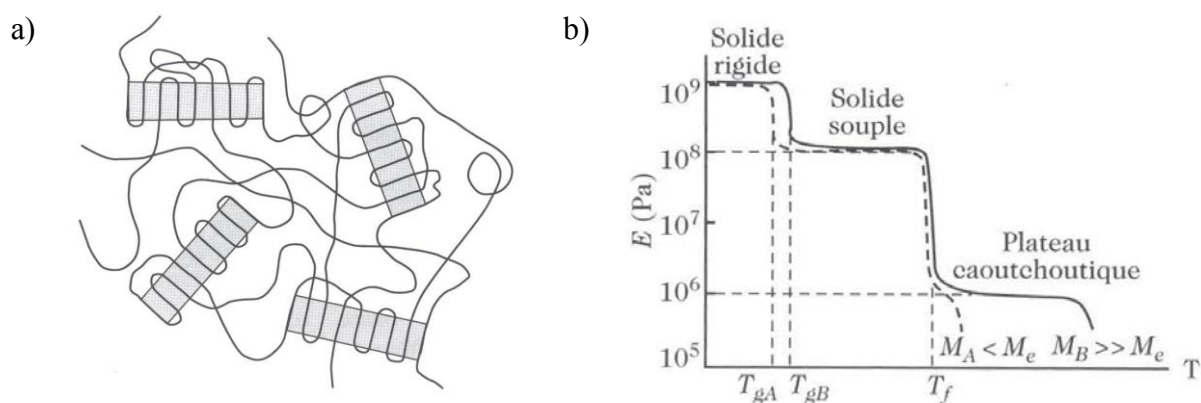 a)
b)
Solide
rigide
Solide
souple
Plateau
caoutchoutique
E (Pa)
10⁹
10⁸
10⁷
10⁶
10⁵
M_A < M_e M_B >> M_e
T
T_gA T_gB T_f